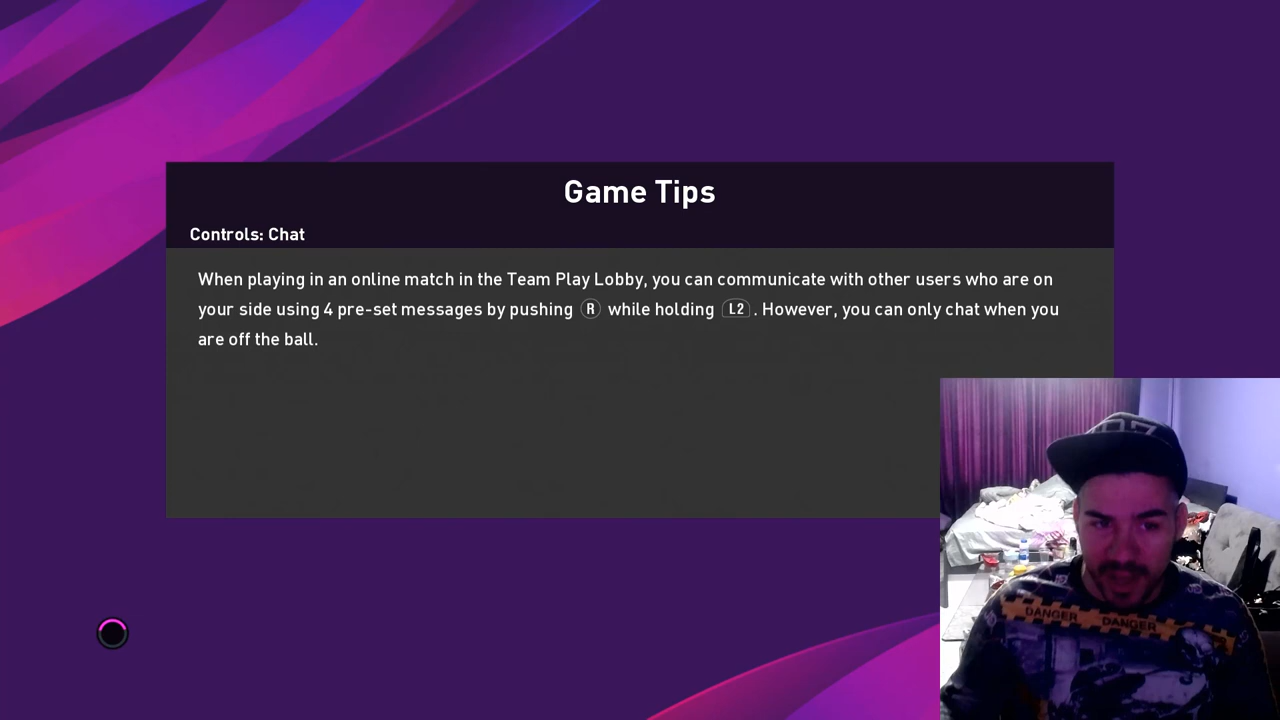 Game Tips
Controls: Chat
When playing in an online match in the Team Play Lobby, you can communicate with other users who are on
your side using 4 pre-set messages by pushing R while holding L2. However, you can only chat when you
are off the ball.
DANGER DANGER